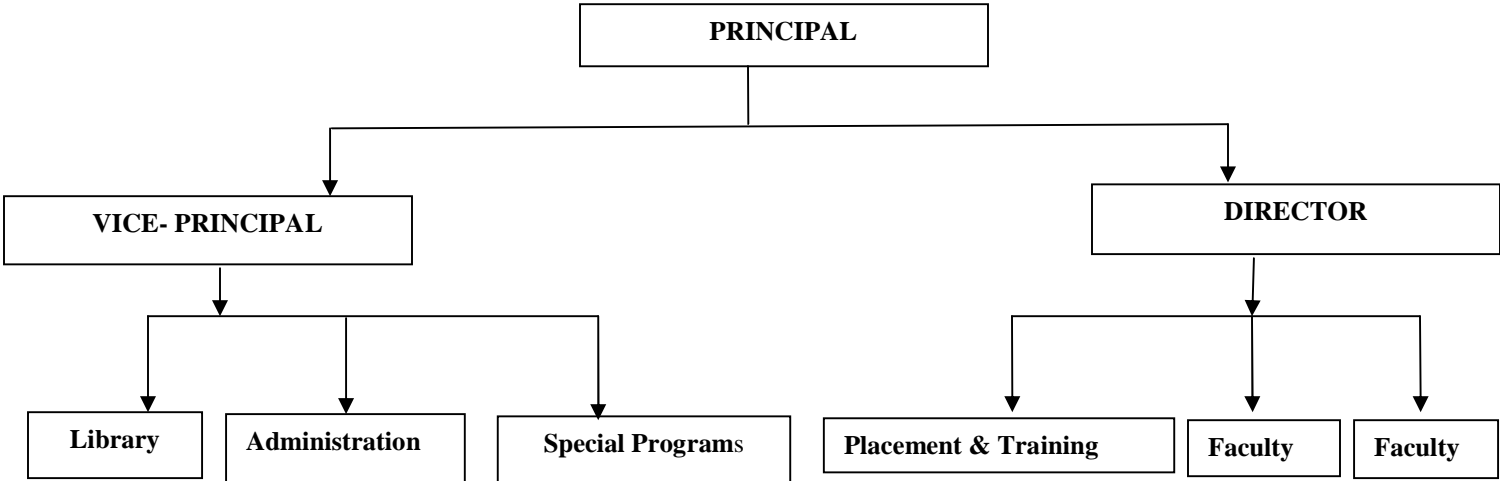 PRINCIPAL
VICE- PRINCIPAL
DIRECTOR
Library
Administration
Special Programs
Placement & Training
Faculty
Faculty